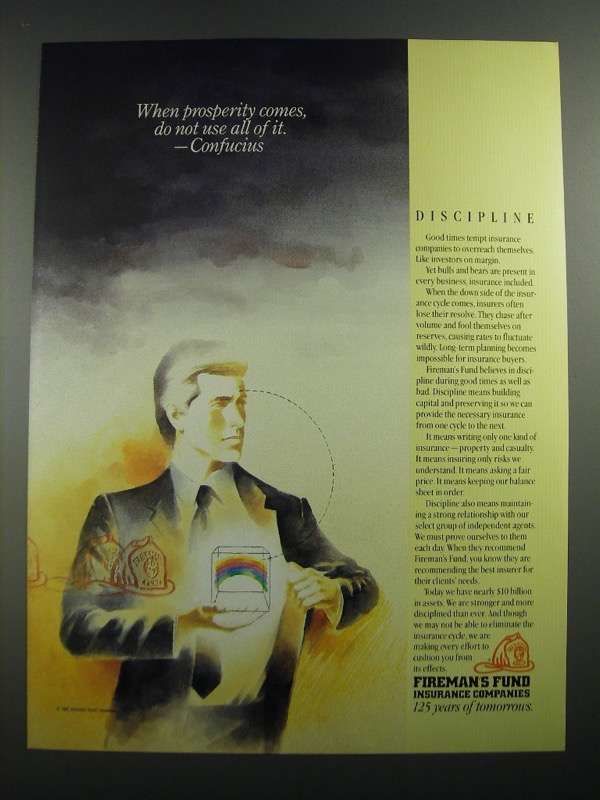 When prosperity comes,
do not use all of it.
—Confucius
DISCIPLINE
Good times tempt insurance
companies to overreach themselves.
Like investors on margin.
Yet bulls and bears are present in
every business, insurance included.
When the down side of the insur-
ance cycle comes, insurers often
lose their resolve. They chase after
volume and fool themselves on
reserves, causing rates to fluctuate
wildly. Long-term planning becomes
impossible for insurance buyers.
Fireman's Fund believes in disci-
pline during good times as well as
bad. Discipline means building
capital and preserving it so we can
provide the necessary insurance
from one cycle to the next.
It means writing only one kind of
insurance—property and casualty.
It means insuring only risks we
understand. It means asking a fair
price. It means keeping our balance
sheet in order.
Discipline also means maintain-
ing a strong relationship with our
select group of independent agents.
We must prove ourselves to them
each day. When they recommend
Fireman's Fund, you know they are
recommending the best insurer for
their clients' needs.
Today we have nearly $10 billion
in assets. We are stronger and more
disciplined than ever. And though
we may not be able to eliminate the
insurance cycle, we are
making every effort to
cushion you from
its effects.
FIREMAN'S FUND
INSURANCE COMPANIES
125 years of tomorrows.